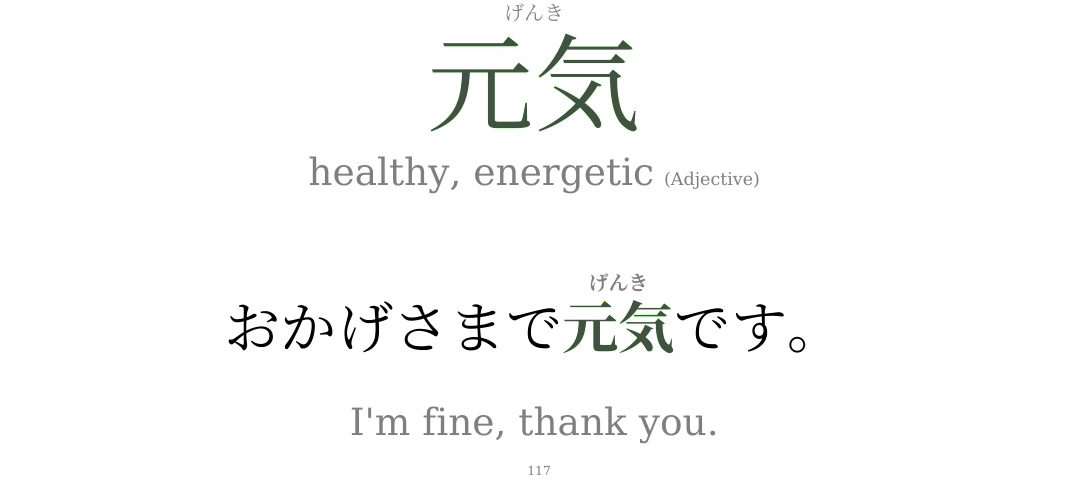 げんき
元気
healthy, energetic (Adjective)
げんき
おかげさまで元気です。
I'm fine, thank you.
117